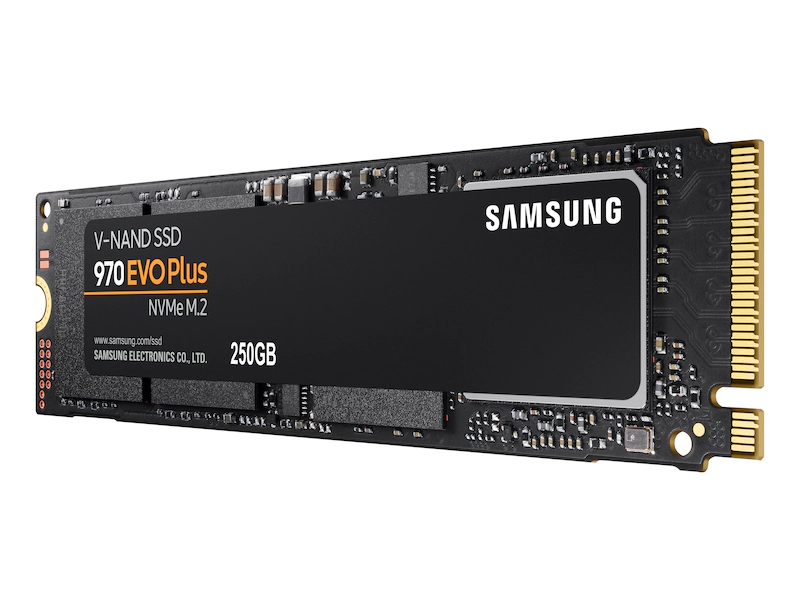 SAMSUNG
V-NAND SSD
970 EVO Plus
NVMe M.2
www.samsung.com/ssd
SAMSUNG ELECTRONICS CO., LTD.
250GB